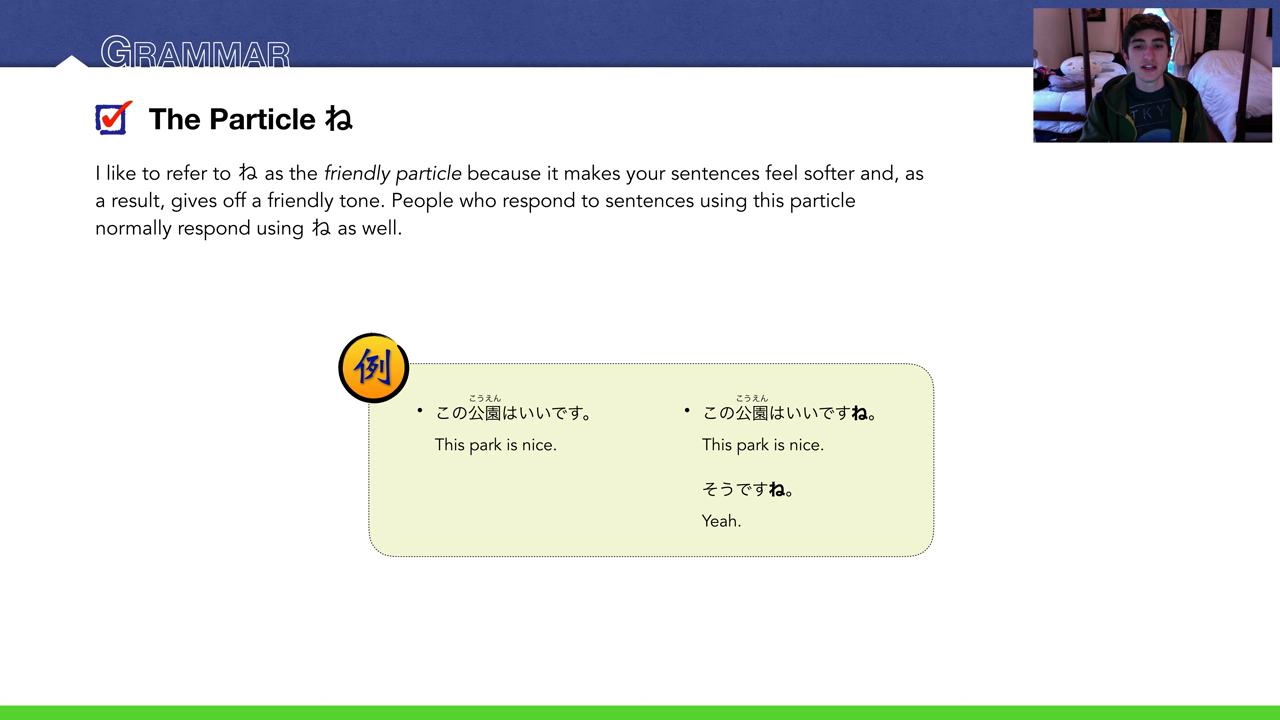 GRAMMAR
The Particle ね
I like to refer to ね as the friendly particle because it makes your sentences feel softer and, as
a result, gives off a friendly tone. People who respond to sentences using this particle
normally respond using ね as well.
例
こうえん
• この公園はいいです。
This park is nice.
こうえん
• この公園はいいですね。
This park is nice.
そうですね。
Yeah.
TKY